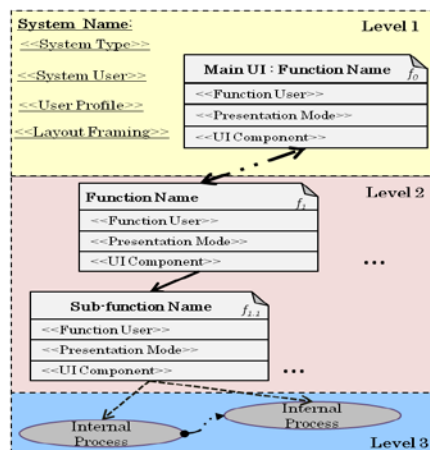 System Name:
Level 1
<<System Type>>
<<System User>>
<<User Profile>>
<<Layout Framing>>
Main UI : Function Name
f0
<<Function User>>
<<Presentation Mode>>
<<UI Component>>
Level 2
Function Name
f1
<<Function User>>
<<Presentation Mode>>
<<UI Component>>
...
Sub-function Name
f1.1
<<Function User>>
<<Presentation Mode>>
<<UI Component>>
...
Internal
Process
Internal
Process
Level 3